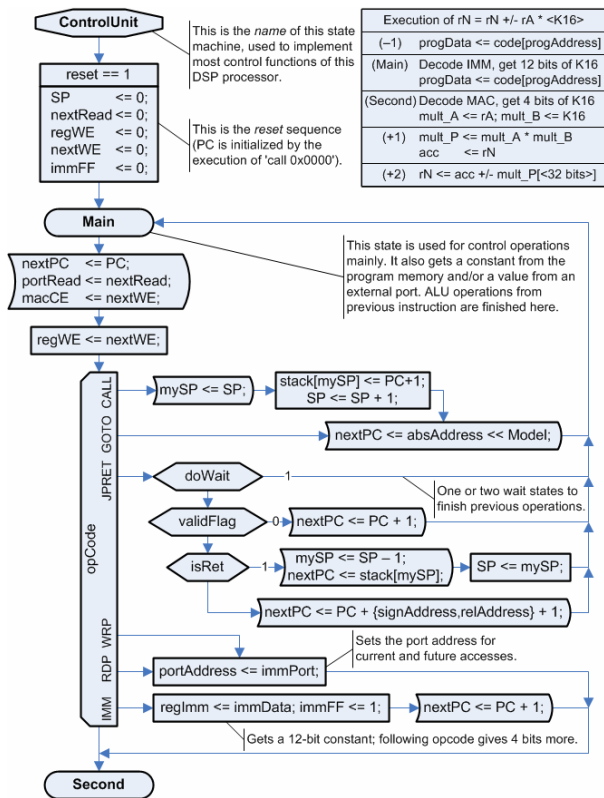 ControlUnit
This is the name of this state
machine, used to implement
most control functions of this
DSP processor.
reset == 1
SP <= 0;
nextRead <= 0;
regWE <= 0;
nextWE <= 0;
immFF <= 0;
This is the reset sequence
(PC is initialized by the
execution of 'call 0x0000').
Execution of rN = rN +/- rA * <K16>
(–1) progData <= code[progAddress]
(Main) Decode IMM, get 12 bits of K16
progData <= code[progAddress]
(Second) Decode MAC, get 4 bits of K16
mult_A <= rA; mult_B <= K16
(+1) mult_P <= mult_A * mult_B
acc <= rN
(+2) rN <= acc +/- mult_P[<32 bits>]
Main
This state is used for control operations
mainly. It also gets a constant from the
program memory and/or a value from an
external port. ALU operations from
previous instruction are finished here.
nextPC <= PC;
portRead <= nextRead;
macCE <= nextWE;
regWE <= nextWE;
opCode
CALL
mySP <= SP;
stack[mySP] <= PC+1;
SP <= SP + 1;
GOTO
nextPC <= absAddress << Model;
JPRET
doWait
1
One or two wait states to
finish previous operations.
validFlag
0
nextPC <= PC + 1;
isRet
1
mySP <= SP – 1;
nextPC <= stack[mySP];
SP <= mySP;
nextPC <= PC + {signAddress,relAddress} + 1;
WRP
Sets the port address for
current and future accesses.
RDP
portAddress <= immPort;
IMM
regImm <= immData; immFF <= 1;
nextPC <= PC + 1;
Gets a 12-bit constant; following opcode gives 4 bits more.
Second